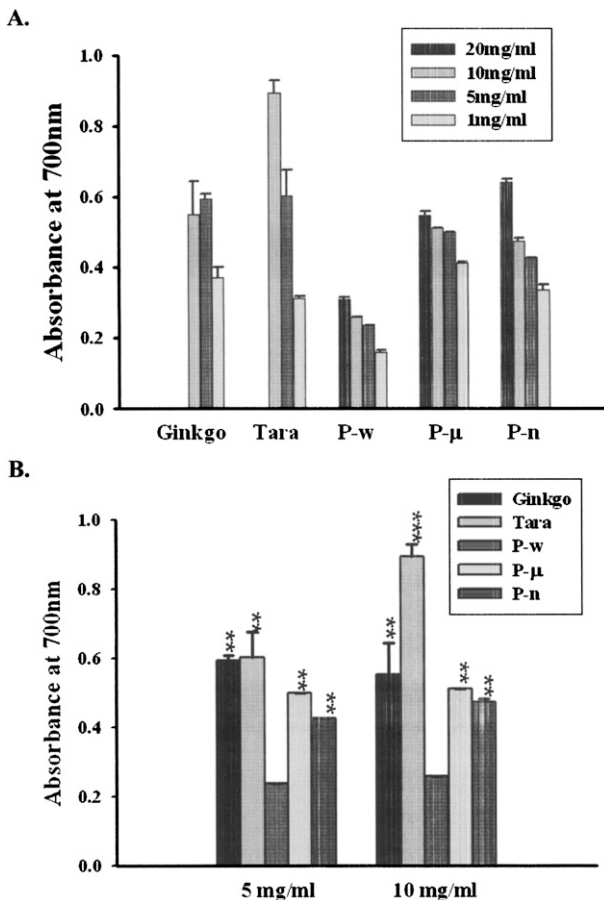 A.
20mg/ml
10mg/ml
5mg/ml
1mg/ml
Absorbance at 700nm
1.0
0.8
0.6
0.4
0.2
0.0
Ginkgo Tara P-w P-μ P-n
B.
Ginkgo
Tara
P-w
P-μ
P-n
Absorbance at 700nm
1.0
0.8
0.6
0.4
0.2
0.0
** ** ** ** ** *** ** **
5 mg/ml 10 mg/ml